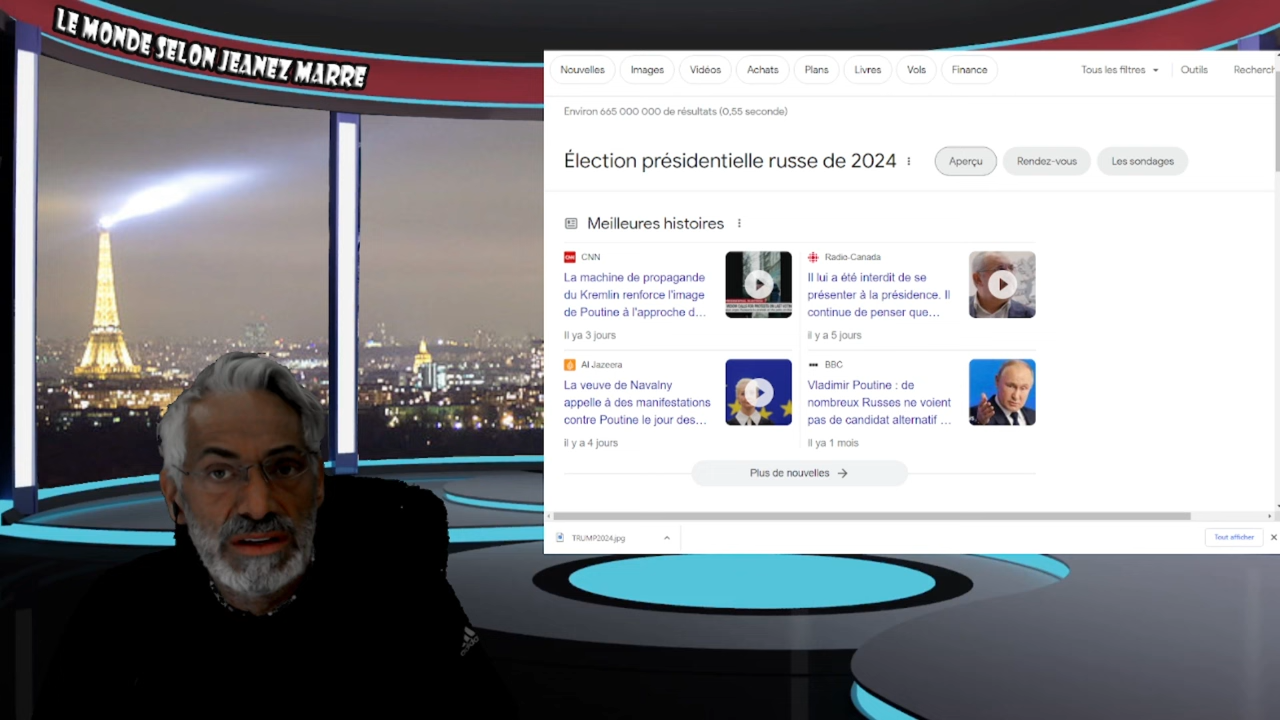 LE MONDE SELON JEANEZ MARRE
Nouvelles
Images
Vidéos
Achats
Plans
Livres
Vols
Finance
Tous les filtres
Outils
Environ 665 000 000 de résultats (0,55 seconde)
Élection présidentielle russe de 2024
Aperçu
Rendez-vous
Les sondages
Meilleures histoires
CNN
La machine de propagande
du Kremlin renforce l'image
de Poutine à l'approche d...
Il ya 3 jours
Radio-Canada
Il lui a été interdit de se
présenter à la présidence. Il
continue de penser que...
il y a 5 jours
Al Jazeera
La veuve de Navalny
appelle à des manifestations
contre Poutine le jour des...
il y a 4 jours
BBC
Vladimir Poutine : de
nombreux Russes ne voient
pas de candidat alternatif ...
Il ya 1 mois
Plus de nouvelles
TRUMP2024.jpg
Tout afficher
adidas